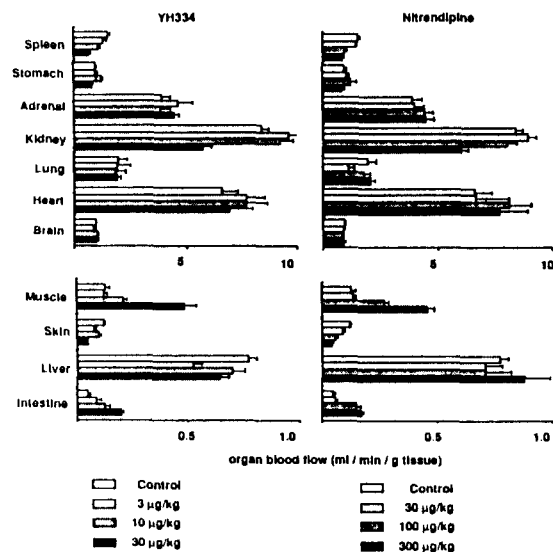 YH334 Nitrendipine
Spleen
Stomach
Adrenal
Kidney
Lung
Heart
Brain
5 10 5 10
Muscle
Skin
Liver
Intestine
0.5 1.0 0.5 1.0
organ blood flow (ml / min / g tissue)
Control Control
3 µg/kg 30 µg/kg
10 µg/kg 100 µg/kg
30 µg/kg 300 µg/kg